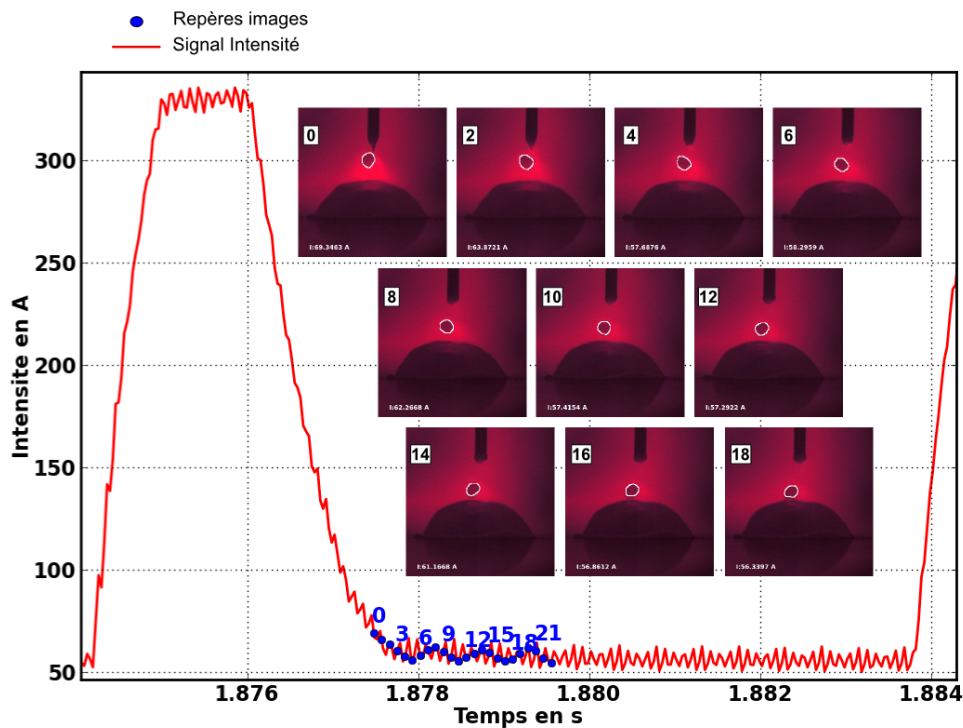 Repères images
Signal Intensité
Intensite en A
300
250
200
150
100
50
0
2
4
6
I:69.3463 A
I:63.8721 A
I:57.6876 A
I:58.2959 A
8
10
12
I:62.2668 A
I:57.4154 A
I:57.2922 A
14
16
18
I:61.1668 A
I:56.8612 A
I:56.3397 A
0
3
6
9
12
15
18
21
1.876
1.878
1.880
1.882
1.884
Temps en s